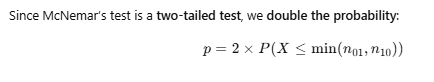 Since McNemar's test is a two-tailed test, we double the probability:
p = 2 × P(X ≤ min(n₀₁, n₁₀))